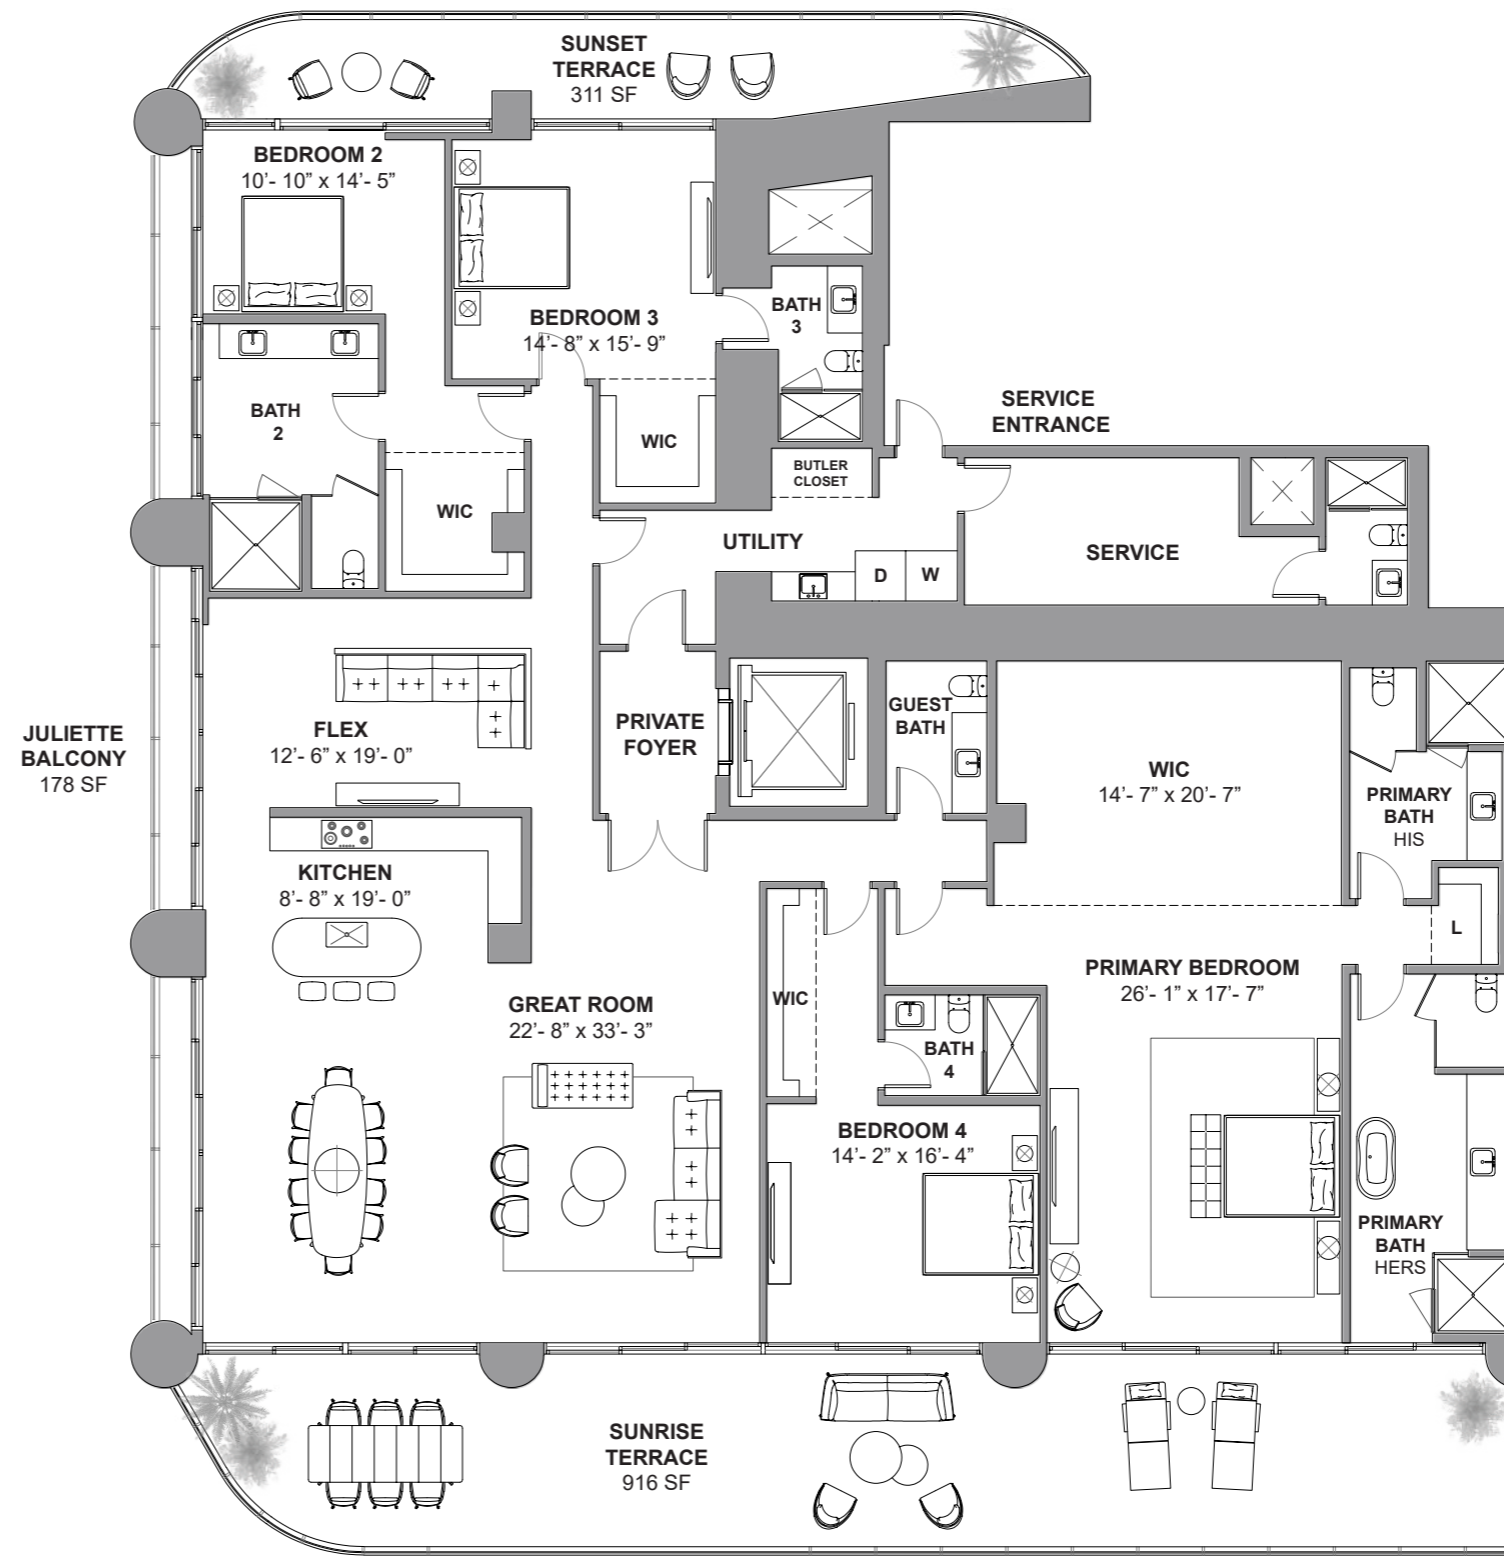 SUNSET
TERRACE
311 SF
BEDROOM 2
10’- 10” x 14’- 5”
BEDROOM 3
14’- 8” x 15’- 9”
BATH
3
BATH
2
WIC
WIC
SERVICE
ENTRANCE
BUTLER
CLOSET
UTILITY
D
W
SERVICE
JULIETTE
BALCONY
178 SF
FLEX
12’- 6” x 19’- 0”
PRIVATE
FOYER
GUEST
BATH
WIC
14’- 7” x 20’- 7”
PRIMARY
BATH
HIS
KITCHEN
8’- 8” x 19’- 0”
L
GREAT ROOM
22’- 8” x 33’- 3”
WIC
PRIMARY BEDROOM
26’- 1” x 17’- 7”
BATH
4
BEDROOM 4
14’- 2” x 16’- 4”
PRIMARY
BATH
HERS
SUNRISE
TERRACE
916 SF